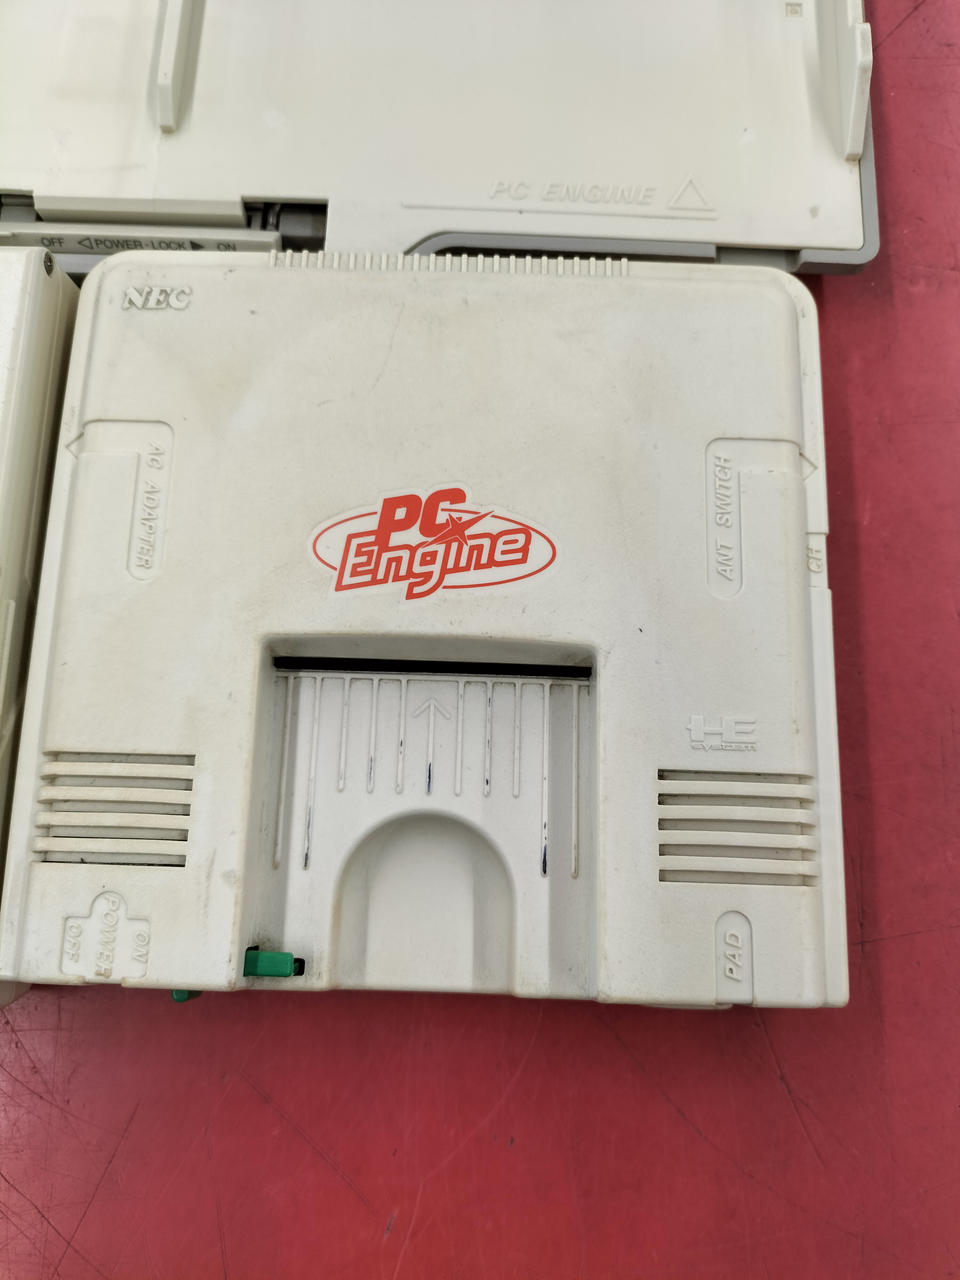 PC ENGINE
OFF ◁POWER·LOCK▶ ON
NEC
AC ADAPTER
ANT SWITCH
CH
PC
Engine
HE
SYSTEM
POWER
ON
OFF
PAD